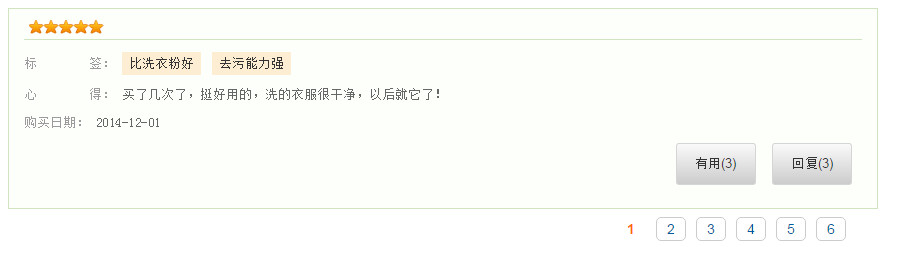 标 签： 比洗衣粉好 去污能力强
心 得： 买了几次了，挺好用的，洗的衣服很干净，以后就它了！
购买日期： 2014-12-01
有用(3) 回复(3)
1 2 3 4 5 6